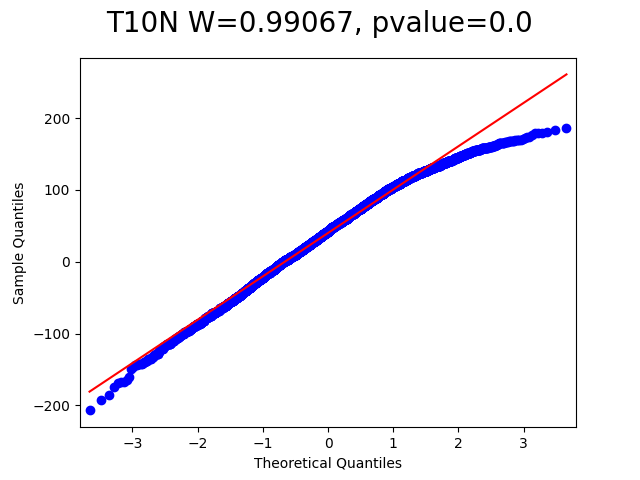 T10N W=0.99067, pvalue=0.0
200
100
0
−100
−200
Sample Quantiles
−3 −2 −1 0 1 2 3
Theoretical Quantiles